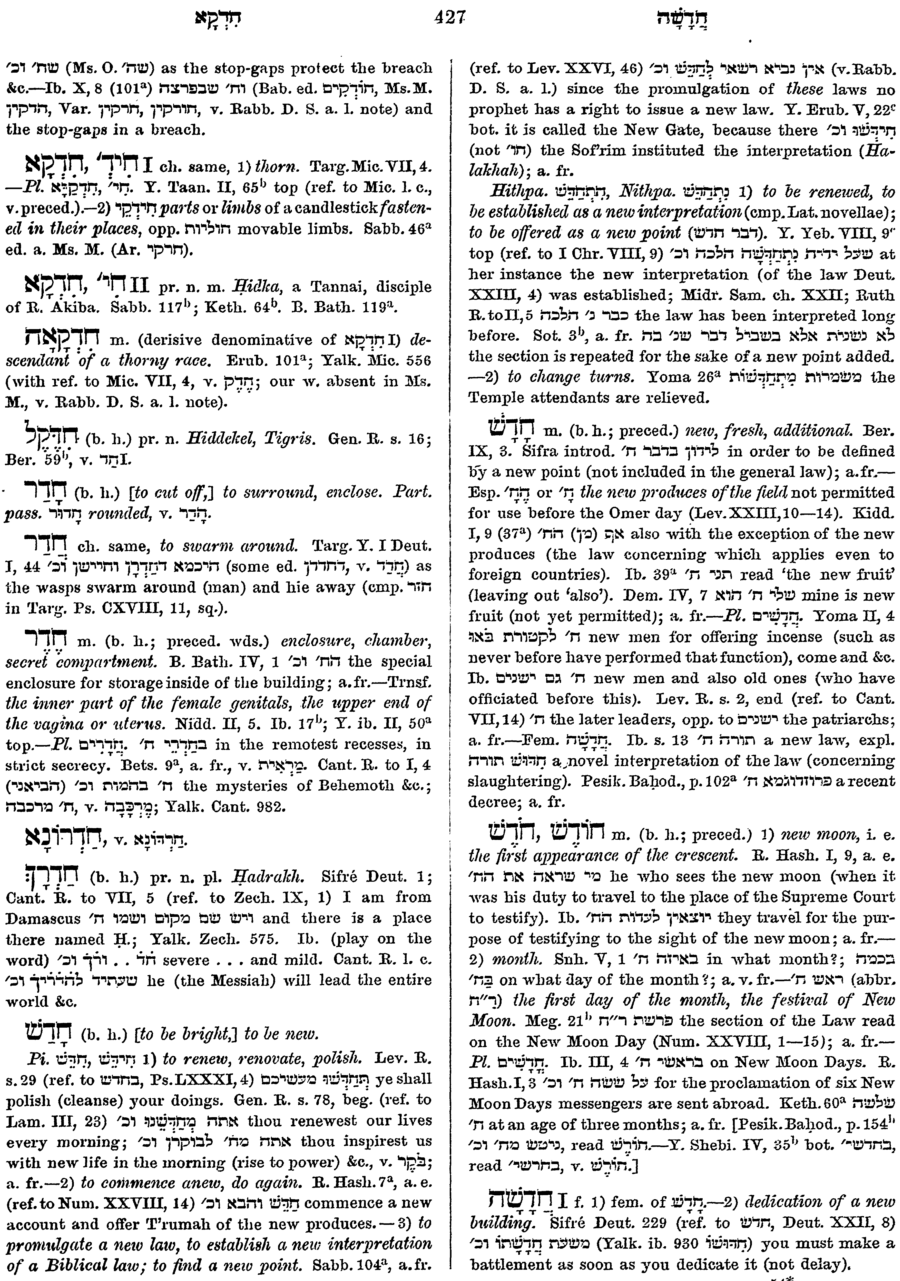 חִדְקָא 427 חֲדָשָׁה
שח׳ וכ׳ (Ms. O. שה׳) as the stop-gaps protect the breach
&c.—Ib. X, 8 (101ᵃ) וח׳ שבפרצה (Bab. ed. חוֹדְקִים, Ms. M.
חדקין, Var. חורקין, חרקין, v. Rabb. D. S. a. l. note) and
the stop-gaps in a breach.
חִדְקָא, חִיד׳ I ch. same, 1) thorn. Targ. Mic. VII, 4.
—Pl. חִדְקַיָּא, חִי׳. Y. Taan. II, 65ᵇ top (ref. to Mic. l. c.,
v. preced.).—2) חידקי parts or limbs of a candlestick fasten-
ed in their places, opp. חוליות movable limbs. Sabb. 46ᵃ
ed. a. Ms. M. (Ar. חרקי).
חִדְקָא, חִי׳ II pr. n. m. Ḥidka, a Tannai, disciple
of R. Akiba. Sabb. 117ᵇ; Keth. 64ᵇ. B. Bath. 119ᵃ.
חִדְקָאָה m. (derisive denominative of חִדְקָא I) de-
scendant of a thorny race. Erub. 101ᵃ; Yalk. Mic. 556
(with ref. to Mic. VII, 4, v. חֶדֶק; our w. absent in Ms.
M., v. Rabb. D. S. a. l. note).
חִדֶּקֶל (b. h.) pr. n. Hiddekel, Tigris. Gen. R. s. 16;
Ber. 59ᵇ, v. חַד I.
חָדַר (b. h.) [to cut off,] to surround, enclose. Part.
pass. חָדוּר rounded, v. חָדַר.
חֲדַר ch. same, to swarm around. Targ. Y. I Deut.
I, 44 היכמא דחַדְרָן וחיישן וכ׳ (some ed. דחדדן, v. חֲדַד) as
the wasps swarm around (man) and hie away (cmp. חזר
in Targ. Ps. CXVIII, 11, sq.).
חֶדֶר m. (b. h.; preced. wds.) enclosure, chamber,
secret compartment. B. Bath. IV, 1 הח׳ וכ׳ the special
enclosure for storage inside of the building; a. fr.—Trnsf.
the inner part of the female genitals, the upper end of
the vagina or uterus. Nidd. II, 5. Ib. 17ᵇ; Y. ib. II, 50ᵃ
top.—Pl. חֲדָרִים. בחַדְרֵי ח׳ in the remotest recesses, in
strict secrecy. Bets. 9ᵃ, a. fr., v. מַרְאִית. Cant. R. to I, 4
(הביאני וכ׳) ח׳ בהמות the mysteries of Behemoth &c.;
ח׳ מרכבה, v. מֶרְכָּבָה; Yalk. Cant. 982.
חַדְרוֹנָא, v. חַרְהוֹנָא.
חַדְרָךְ (b. h.) pr. n. pl. Ḥadrakh. Sifré Deut. 1;
Cant. R. to VII, 5 (ref. to Zech. IX, 1) I am from
Damascus ויש שם מקום ושמו ח׳ and there is a place
there named Ḥ.; Yalk. Zech. 575. Ib. (play on the
word) חַד . . וְרַךְ וכ׳ severe . . . and mild. Cant. R. l. c.
שעתיד להַדְרִיךְ וכ׳ he (the Messiah) will lead the entire
world &c.
חָדַשׁ (b. h.) [to be bright,] to be new.
Pi. חִידֵּשׁ, חִדֵּשׁ 1) to renew, renovate, polish. Lev. R.
s. 29 (ref. to בחדש, Ps. LXXXI, 4) תְּחַדְּשׁוּ מעשיכם ye shall
polish (cleanse) your doings. Gen. R. s. 78, beg. (ref. to
Lam. III, 23) אתה מְחַדְּשֵׁנוּ וכ׳ thou renewest our lives
every morning; אתה מח׳ לבוקרן וכ׳ thou inspirest us
with new life in the morning (rise to power) &c., v. בֹּקֶר;
a. fr.—2) to commence anew, do again. R. Hash. 7ᵃ, a. e.
(ref. to Num. XXVIII, 14) חַדֵּשׁ והבא וכ׳ commence a new
account and offer T'rumah of the new produces.—3) to
promulgate a new law, to establish a new interpretation
of a Biblical law; to find a new point. Sabb. 104ᵃ, a. fr.
(ref. to Lev. XXVI, 46) אין נביא רשאי לחַדֵּשׁ וכ׳ (v. Rabb.
D. S. a. l.) since the promulgation of these laws no
prophet has a right to issue a new law. Y. Erub. V, 22ᶜ
bot. it is called the New Gate, because there חִידְּשׁוּ וכ׳
(not חי׳) the Sof'rim instituted the interpretation (Ha-
lakhah); a. fr.
Hithpa. הִתְחַדֵּשׁ, Nithpa. נִתְחַדֵּשׁ 1) to be renewed, to
be established as a new interpretation (cmp. Lat. novellae);
to be offered as a new point (דבר חדש). Y. Yeb. VIII, 9ᶜ
top (ref. to I Chr. VIII, 9) שעל ידיה נִתְחַדְּשָׁה הלכה וכ׳ at
her instance the new interpretation (of the law Deut.
XXIII, 4) was established; Midr. Sam. ch. XXII; Ruth
R. to II, 5 כבר נ׳ הלכה the law has been interpreted long
before. Sot. 3ᵇ, a. fr. לא נשנית אלא בשביל דבר שנ׳ בה
the section is repeated for the sake of a new point added.
—2) to change turns. Yoma 26ᵃ משמרות מִתְחַדְּשׁוֹת the
Temple attendants are relieved.
חָדָשׁ m. (b. h.; preced.) new, fresh, additional. Ber.
IX, 3. Sifra introd. לידון בדבר ח׳ in order to be defined
by a new point (not included in the general law); a. fr.—
Esp. הֶחָ׳ or חָ׳ the new produces of the field not permitted
for use before the Omer day (Lev. XXIII, 10—14). Kidd.
I, 9 (37ᵃ) אף (מן) הח׳ also with the exception of the new
produces (the law concerning which applies even to
foreign countries). Ib. 39ᵃ תני ח׳ read 'the new fruit'
(leaving out 'also'). Dem. IV, 7 שלי ח׳ הוא mine is new
fruit (not yet permitted); a. fr.—Pl. חֲדָשִׁים. Yoma II, 4
ח׳ לקטורת בֹּאוּ new men for offering incense (such as
never before have performed that function), come and &c.
Ib. ח׳ גם ישנים new men and also old ones (who have
officiated before this). Lev. R. s. 2, end (ref. to Cant.
VII, 14) ח׳ the later leaders, opp. to ישנים the patriarchs;
a. fr.—Fem. חֲדָשָׁה. Ib. s. 13 תורה ח׳ a new law, expl.
חִדּוּשׁ תורה a novel interpretation of the law (concerning
slaughtering). Pesik. Baḥod., p. 102ᵃ פרוזדוגמא ח׳ a recent
decree; a. fr.
חֹדֶשׁ, חוֹדֶשׁ m. (b. h.; preced.) 1) new moon, i. e.
the first appearance of the crescent. R. Hash. I, 9, a. e.
מי שראה את הח׳ he who sees the new moon (when it
was his duty to travel to the place of the Supreme Court
to testify). Ib. יוצאין לעדות הח׳ they travel for the pur-
pose of testifying to the sight of the new moon; a. fr.—
2) month. Snh. V, 1 באיזה ח׳ in what month?; בכמה
בַּח׳ on what day of the month?; a. v. fr.—ראש ח׳ (abbr.
ר״ח) the first day of the month, the festival of New
Moon. Meg. 21ᵇ פרשת ר״ח the section of the Law read
on the New Moon Day (Num. XXVIII, 1—15); a. fr.—
Pl. חֳדָשִׁים. Ib. III, 4 בראשי ח׳ on New Moon Days. R.
Hash. I, 3 על ששה ח׳ וכ׳ for the proclamation of six New
Moon Days messengers are sent abroad. Keth. 60ᵃ שלשה
ח׳ at an age of three months; a. fr. [Pesik. Baḥod., p. 154ᵇ
ניטש מח׳ וכ׳, read חוֹרֶשׁ.—Y. Shebi. IV, 35ᵇ bot. בחדשי׳,
read בחרשי׳, v. חוֹרֶשׁ.]
חֲדָשָׁה I f. 1) fem. of חָדָשׁ.—2) dedication of a new
building. Sifré Deut. 229 (ref. to חדש, Deut. XXII, 8)
משעת חֲדָשָׁתוֹ וכ׳ (Yalk. ib. 930 חִדּוּשׁוֹ) you must make a
battlement as soon as you dedicate it (not delay).
54*